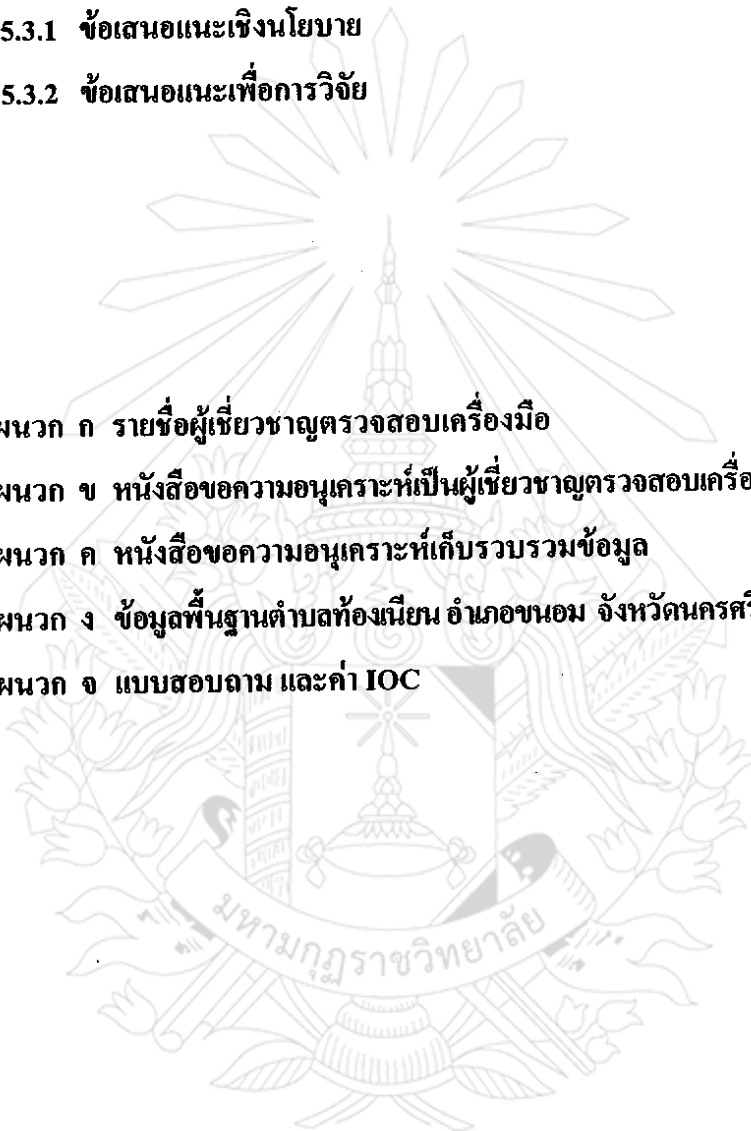 5.3.1 ข้อเสนอแนะเชิงนโยบาย
5.3.2 ข้อเสนอแนะเพื่อการวิจัย
ผนวก ก รายชื่อผู้เชี่ยวชาญตรวจสอบเครื่องมือ
ผนวก ข หนังสือขอความอนุเคราะห์เป็นผู้เชี่ยวชาญตรวจสอบเครื่อ
ผนวก ค หนังสือขอความอนุเคราะห์เก็บรวบรวมข้อมูล
ผนวก ง ข้อมูลพื้นฐานตำบลท้องเนียน อำเภอขนอม จังหวัดนครศรี
ผนวก จ แบบสอบถาม และค่า IOC
มหามกุฏราชวิทยาลัย